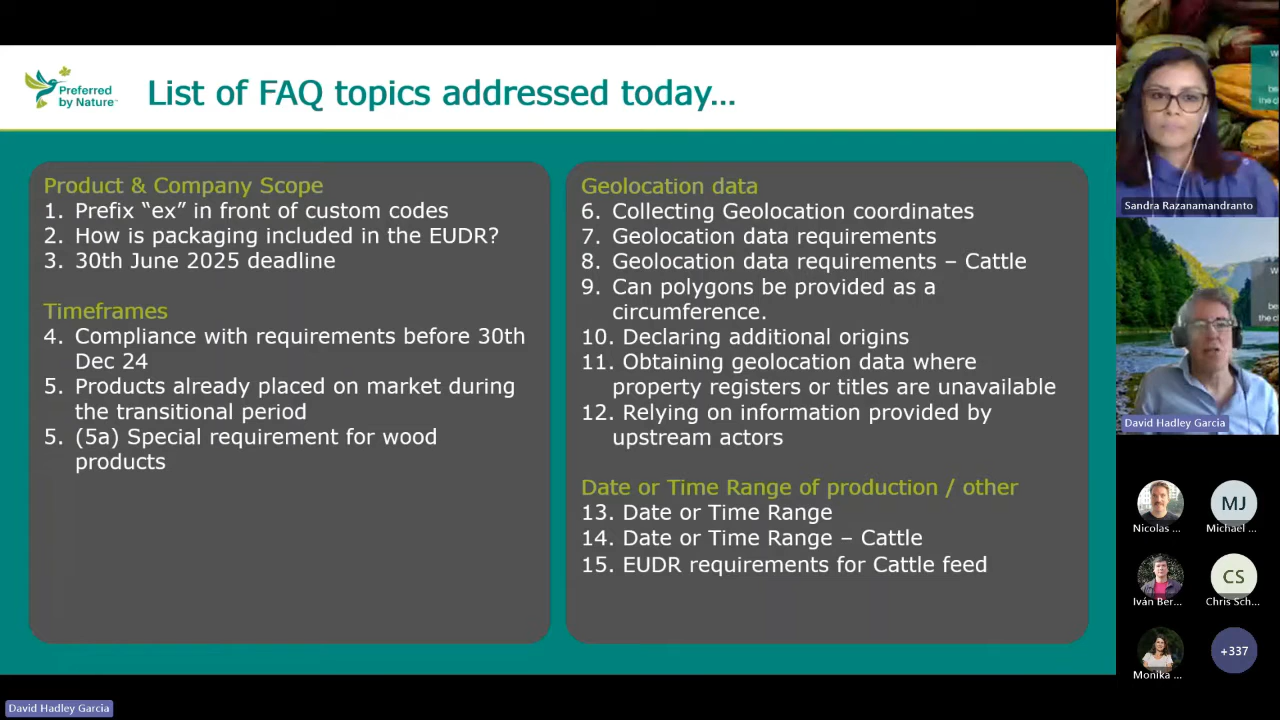 Preferred
by Nature™
List of FAQ topics addressed today...
Product & Company Scope
1. Prefix “ex” in front of custom codes
2. How is packaging included in the EUDR?
3. 30th June 2025 deadline
Timeframes
4. Compliance with requirements before 30th
Dec 24
5. Products already placed on market during
the transitional period
5. (5a) Special requirement for wood
products
Geolocation data
6. Collecting Geolocation coordinates
7. Geolocation data requirements
8. Geolocation data requirements – Cattle
9. Can polygons be provided as a
circumference.
10. Declaring additional origins
11. Obtaining geolocation data where
property registers or titles are unavailable
12. Relying on information provided by
upstream actors
Date or Time Range of production / other
13. Date or Time Range
14. Date or Time Range – Cattle
15. EUDR requirements for Cattle feed
Sandra Razanamandranto
David Hadley Garcia
Nicolas ...
MJ
Michael ...
Iván Ber...
CS
Chris Sch...
Monika ...
+337
David Hadley Garcia